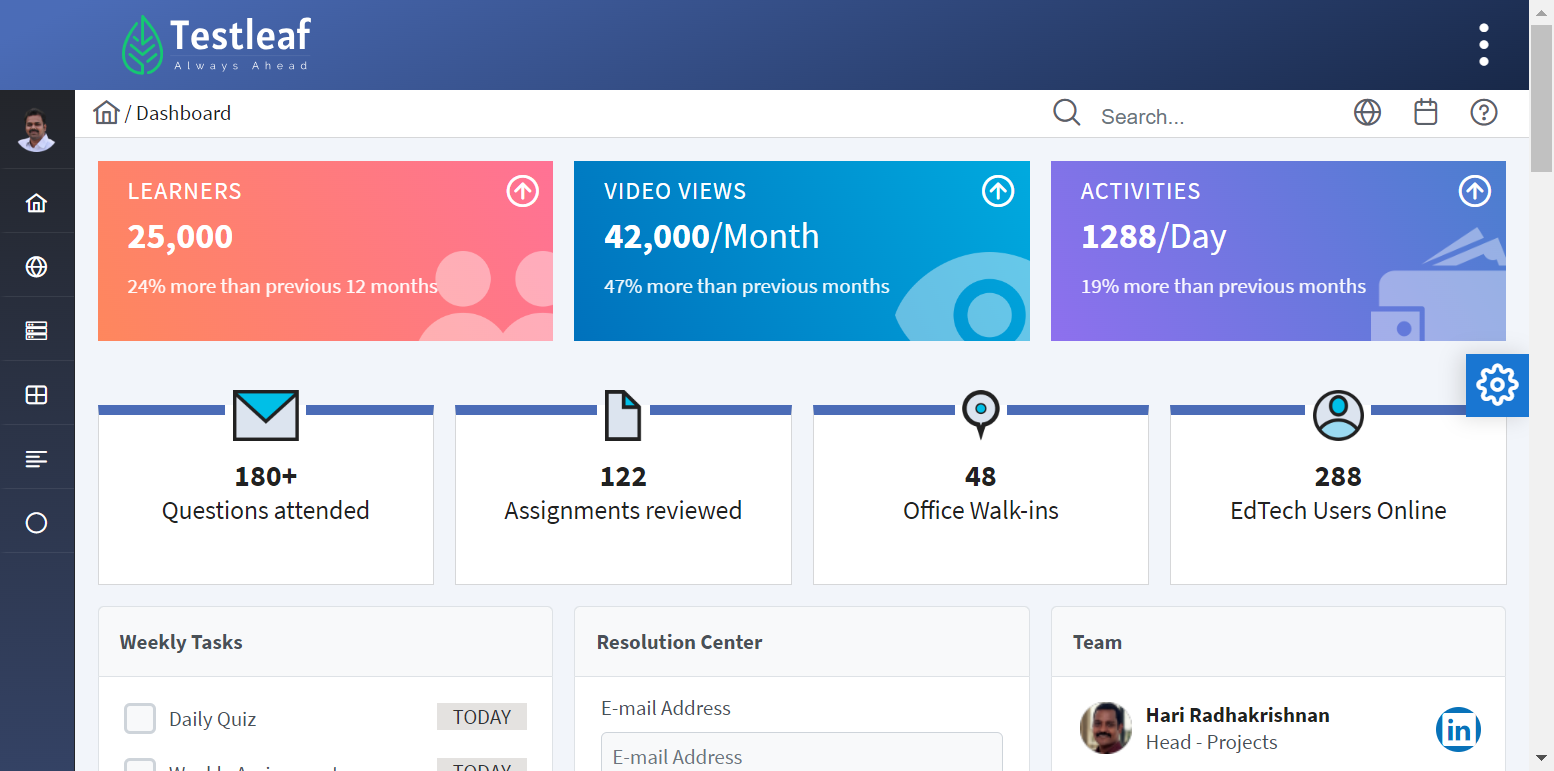 Testleaf
Always Ahead
/ Dashboard
Search...
LEARNERS
25,000
24% more than previous 12 months
VIDEO VIEWS
42,000/Month
47% more than previous months
ACTIVITIES
1288/Day
19% more than previous months
180+
Questions attended
122
Assignments reviewed
48
Office Walk-ins
288
EdTech Users Online
Weekly Tasks
Daily Quiz
TODAY
TODAY
Resolution Center
E-mail Address
E-mail Address
Team
Hari Radhakrishnan
Head - Projects
in